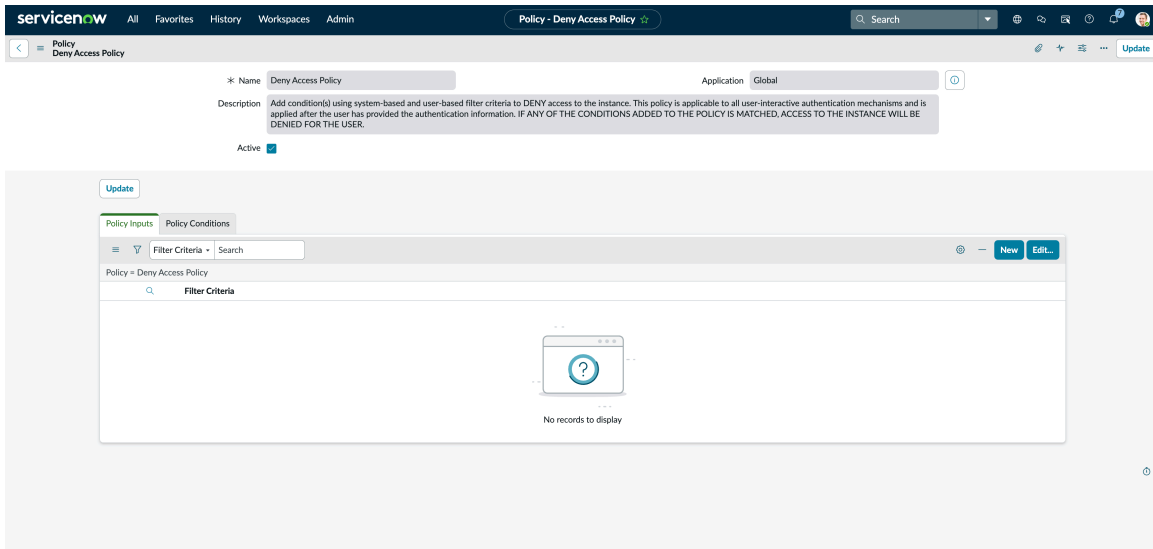 servicenow All Favorites History Workspaces Admin Policy - Deny Access Policy Search 7
Policy
Deny Access Policy
Update
Name Deny Access Policy Application Global
Description Add condition(s) using system-based and user-based filter criteria to DENY access to the instance. This policy is applicable to all user-interactive authentication mechanisms and is
applied after the user has provided the authentication information. IF ANY OF THE CONDITIONS ADDED TO THE POLICY IS MATCHED, ACCESS TO THE INSTANCE WILL BE
DENIED FOR THE USER.
Active
Update
Policy Inputs Policy Conditions
Filter Criteria Search New Edit...
Policy = Deny Access Policy
Filter Criteria
?
No records to display